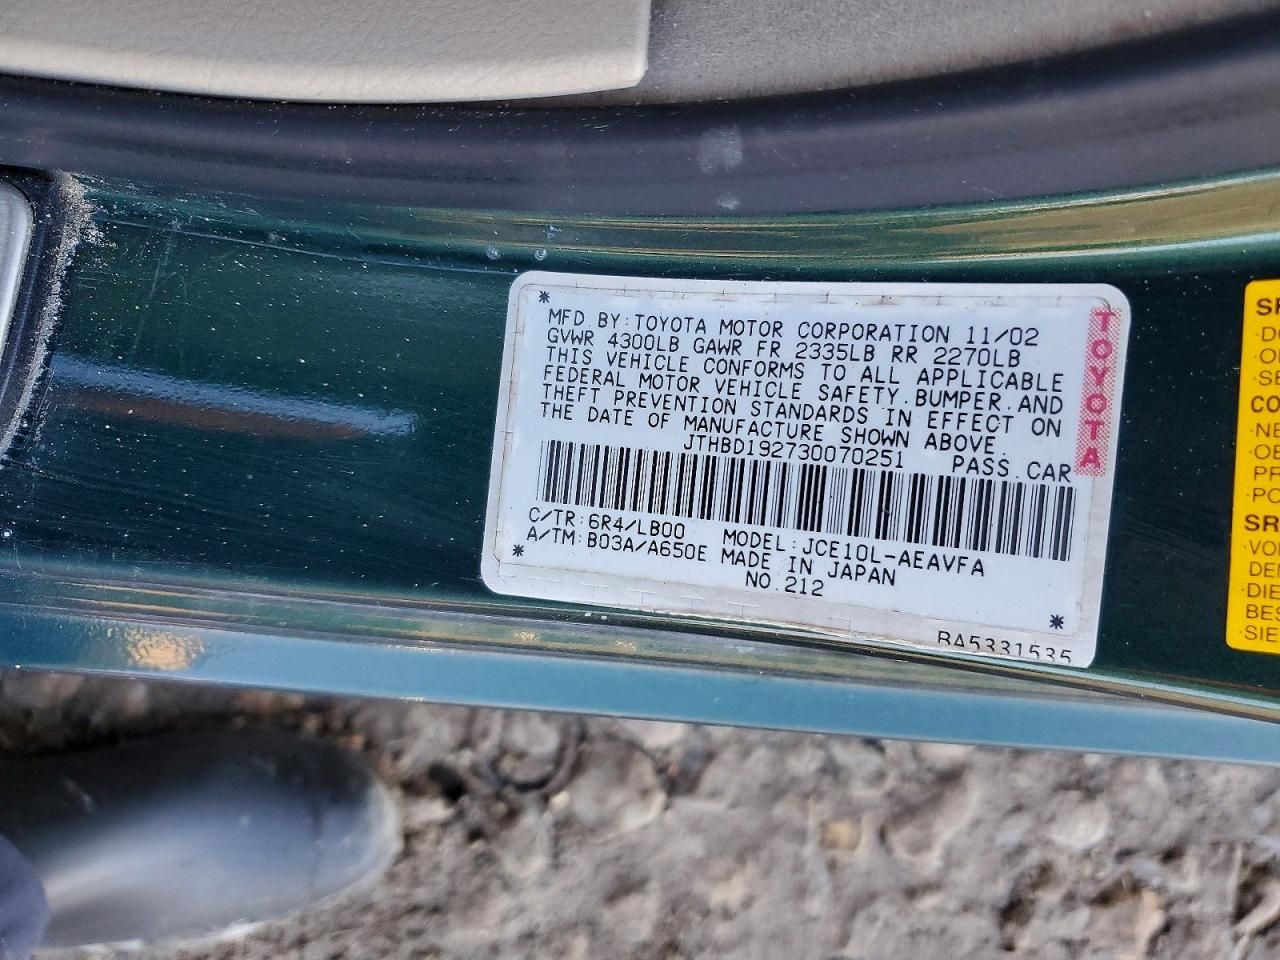 MFD. BY: TOYOTA MOTOR CORPORATION 11/02
GVWR 4300LB GAWR FR 2335LB RR 2270LB
THIS VEHICLE CONFORMS TO ALL APPLICABLE
FEDERAL MOTOR VEHICLE SAFETY, BUMPER, AND
THEFT PREVENTION STANDARDS IN EFFECT ON
THE DATE OF MANUFACTURE SHOWN ABOVE.
JTHBD192730070251 PASS. CAR
C/TR: 6R4/LB00 MODEL: JCE10L-AEAVFA
A/TM: B03A/A650E MADE IN JAPAN
NO. 212
BA5331535
TOYOTA